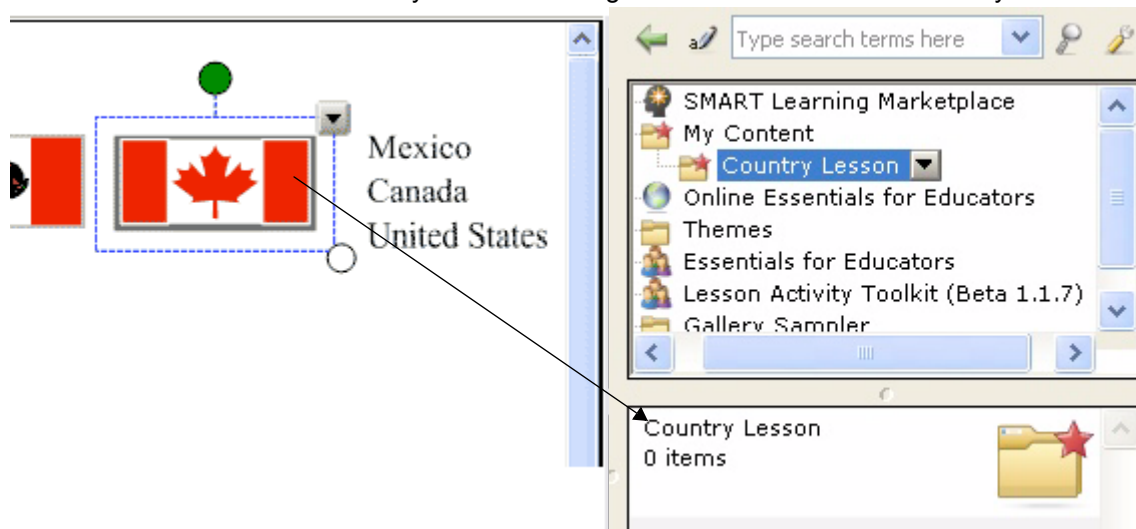 Mexico
Canada
United States
a
Type search terms here
SMART Learning Marketplace
My Content
Country Lesson
Online Essentials for Educators
Themes
Essentials for Educators
Lesson Activity Toolkit (Beta 1.1.7)
Gallery Sampler
Country Lesson
0 items